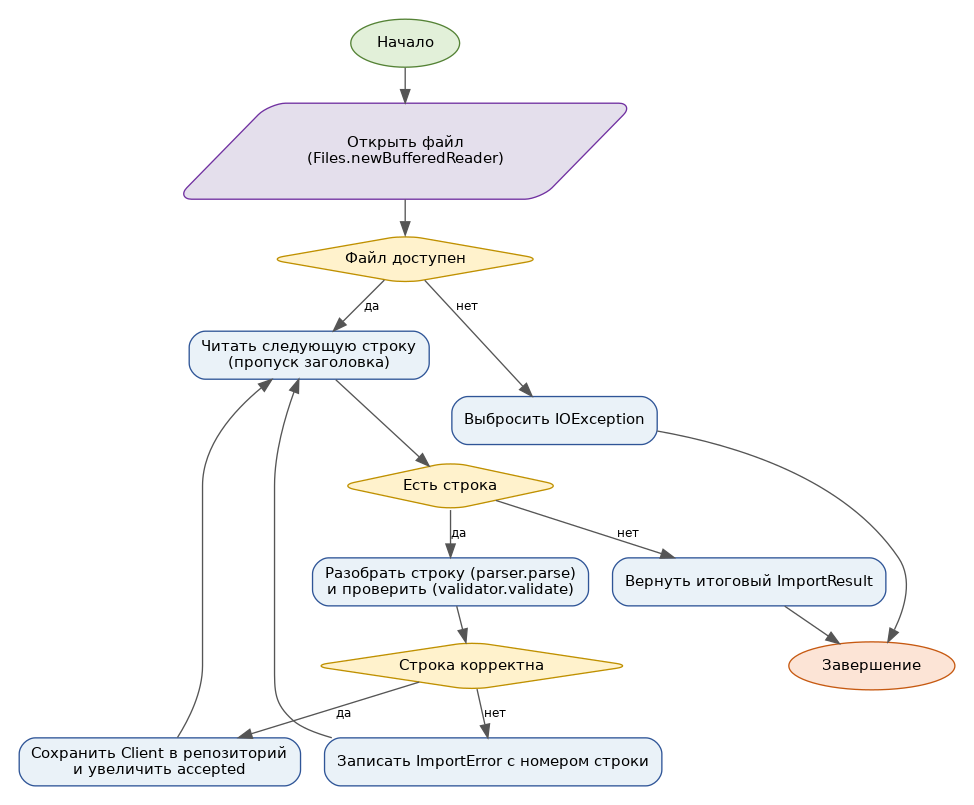 Начало
Открыть файл
(Files.newBufferedReader)
Файл доступен
да
нет
Читать следующую строку
(пропуск заголовка)
Выбросить IOException
Есть строка
да
нет
Разобрать строку (parser.parse)
и проверить (validator.validate)
Вернуть итоговый ImportResult
Строка корректна
Завершение
да
нет
Сохранить Client в репозиторий
и увеличить accepted
Записать ImportError с номером строки